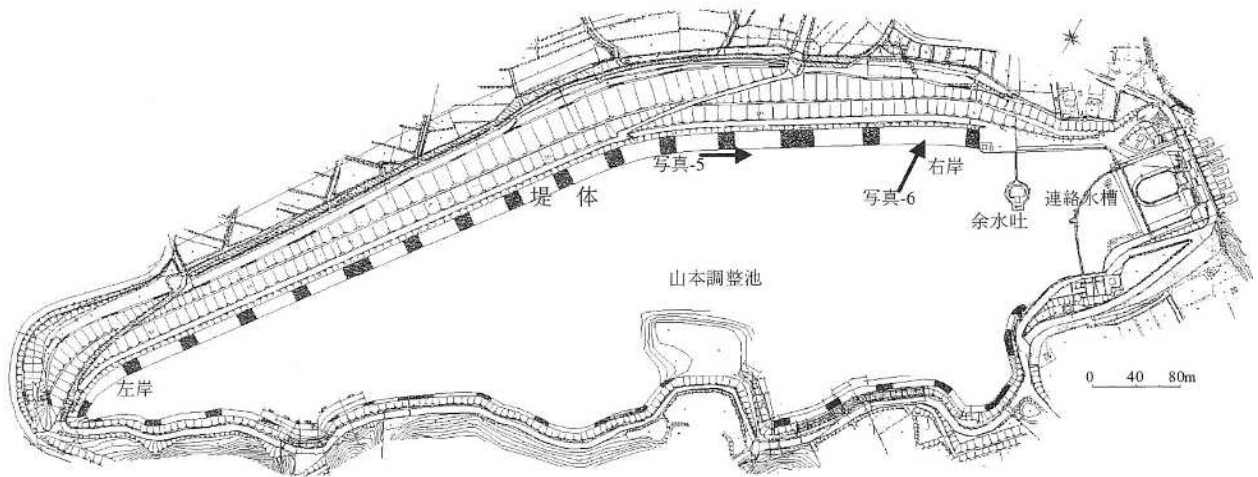 写真-5
堤 体
写真-6
右岸
余水吐
連絡水槽
山本調整池
左岸
0 40 80m